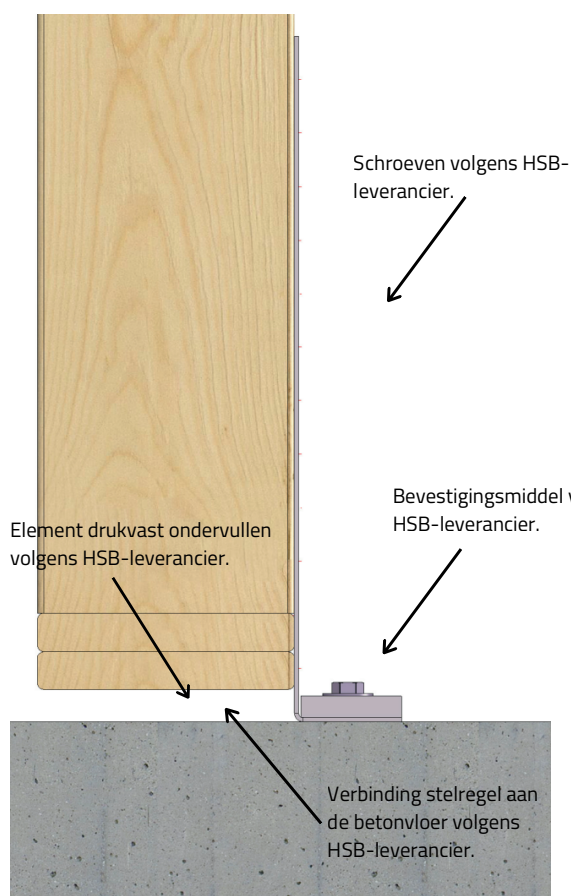 Schroeven volgens HSB-
leverancier.
Bevestigingsmiddel
HSB-leverancier.
Element drukvast ondervullen
volgens HSB-leverancier.
Verbinding stelregel aan
de betonvloer volgens
HSB-leverancier.